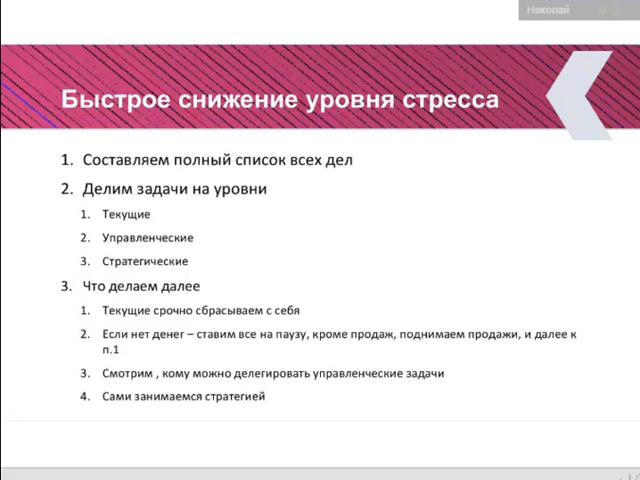 Николай
Быстрое снижение уровня стресса
1. Составляем полный список всех дел
2. Делим задачи на уровни
1. Текущие
2. Управленческие
3. Стратегические
3. Что делаем далее
1. Текущие срочно сбрасываем с себя
2. Если нет денег – ставим все на паузу, кроме продаж, поднимаем продажи, и далее к
п.1
3. Смотрим , кому можно делегировать управленческие задачи
4. Сами занимаемся стратегией